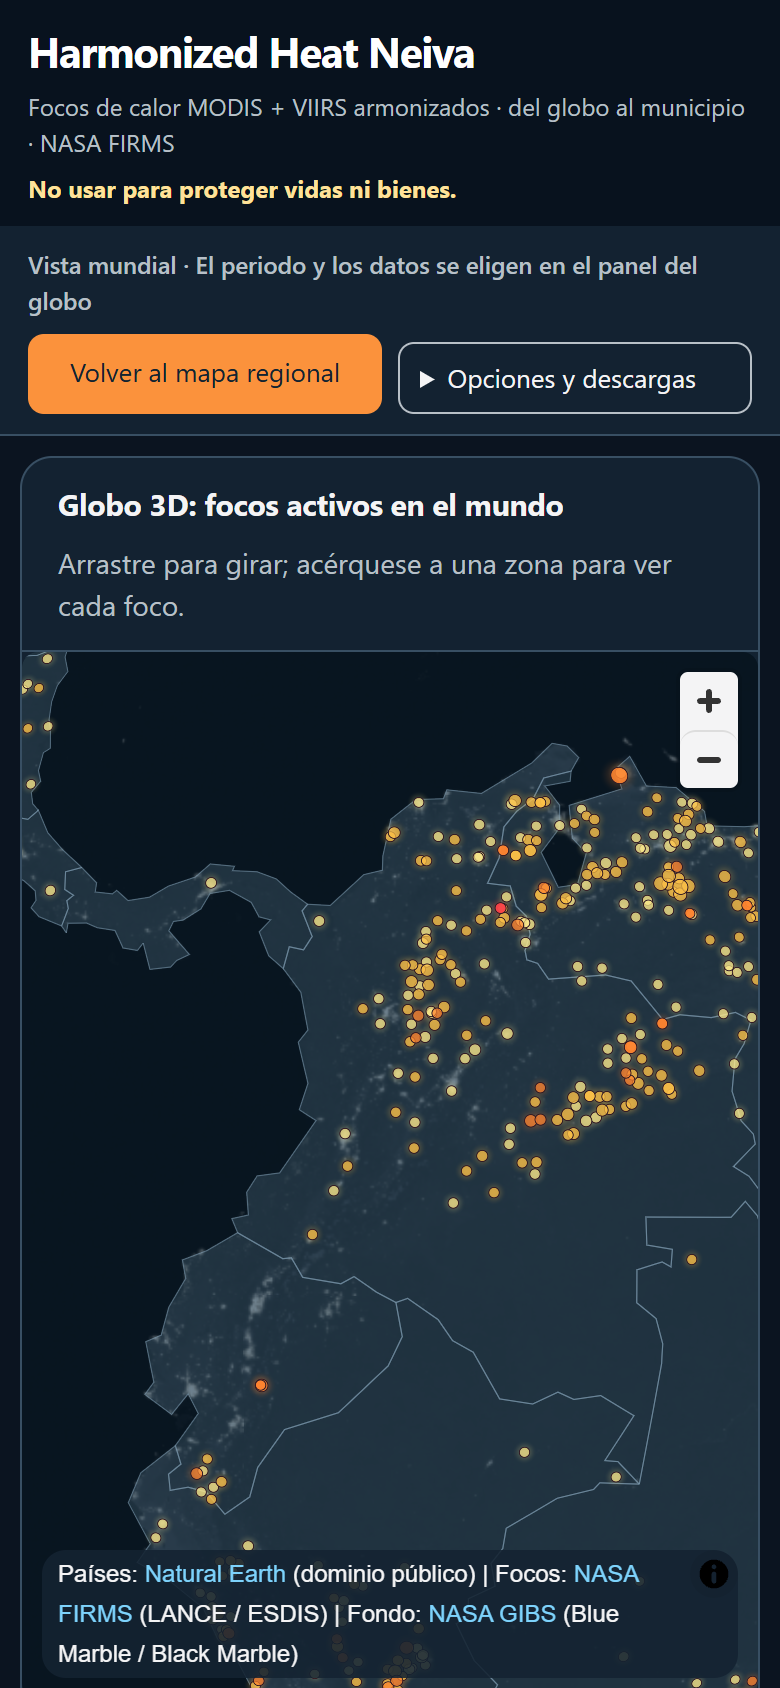 Harmonized Heat Neiva
Focos de calor MODIS + VIIRS armonizados · del globo al municipio
· NASA FIRMS
No usar para proteger vidas ni bienes.
Vista mundial · El periodo y los datos se eligen en el panel del
globo
Volver al mapa regional
▶ Opciones y descargas
Globo 3D: focos activos en el mundo
Arrastre para girar; acérquese a una zona para ver
cada foco.
+
−
Países: Natural Earth (dominio público) | Focos: NASA
FIRMS (LANCE / ESDIS) | Fondo: NASA GIBS (Blue
Marble / Black Marble)